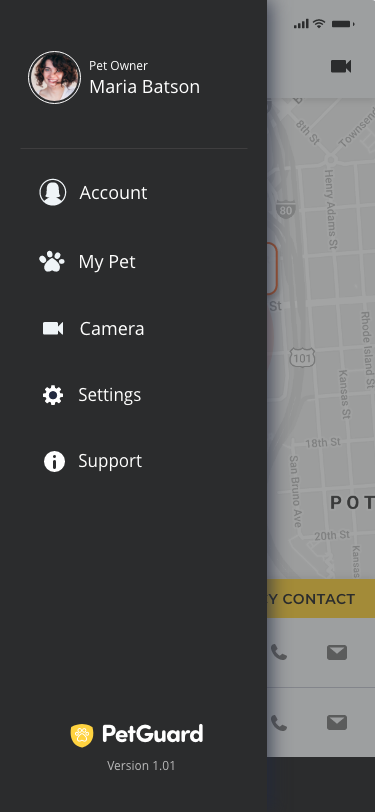 Pet Owner
Maria Batson
Account
My Pet
Camera
Settings
Support
PetGuard
Version 1.01
8th St
Townsen
Henry Adams St
80
St
101
Rhode Island St
Kansas St
18th St
San Bruno Ave
POT
20th St
Kansas
Y CONTACT